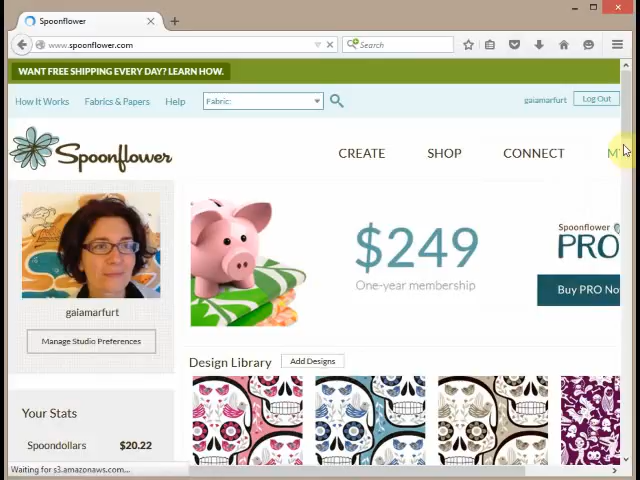 Spoonflower
www.spoonflower.com
Search
WANT FREE SHIPPING EVERY DAY? LEARN HOW.
How It Works
Fabrics & Papers
Help
Fabric:
gaiamarfurt
Log Out
Spoonflower
CREATE
SHOP
CONNECT
$249
One-year membership
Spoonflower
PRO
Buy PRO No
gaiamarfurt
Manage Studio Preferences
Design Library
Add Designs
Your Stats
Spoondollars
$20.22
Waiting for s3.amazonaws.com...